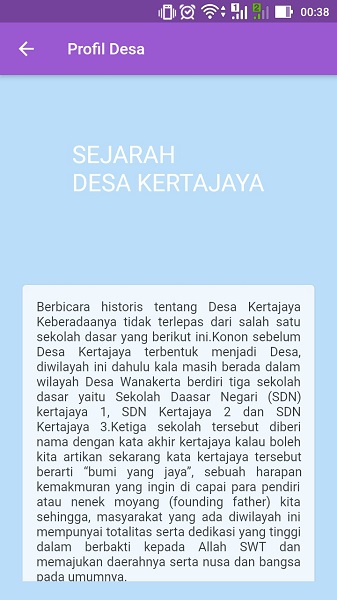 1
2
00:38
Profil Desa
SEJARAH
DESA KERTAJAYA
Berbicara historis tentang Desa Kertajaya
Keberadaanya tidak terlepas dari salah satu
sekolah dasar yang berikut ini.Konon sebelum
Desa Kertajaya terbentuk menjadi Desa,
diwilayah ini dahulu kala masih berada dalam
wilayah Desa Wanakerta berdiri tiga sekolah
dasar yaitu Sekolah Daasar Negari (SDN)
kertajaya 1, SDN Kertajaya 2 dan SDN
Kertajaya 3.Ketiga sekolah tersebut diberi
nama dengan kata akhir kertajaya kalau boleh
kita artikan sekarang kata kertajaya tersebut
berarti “bumi yang jaya”, sebuah harapan
kemakmuran yang ingin di capai para pendiri
atau nenek moyang (founding father) kita
sehingga, masyarakat yang ada diwilayah ini
mempunyai totalitas serta dedikasi yang tinggi
dalam berbakti kepada Allah SWT dan
memajukan daerahnya serta nusa dan bangsa
pada umumnya.